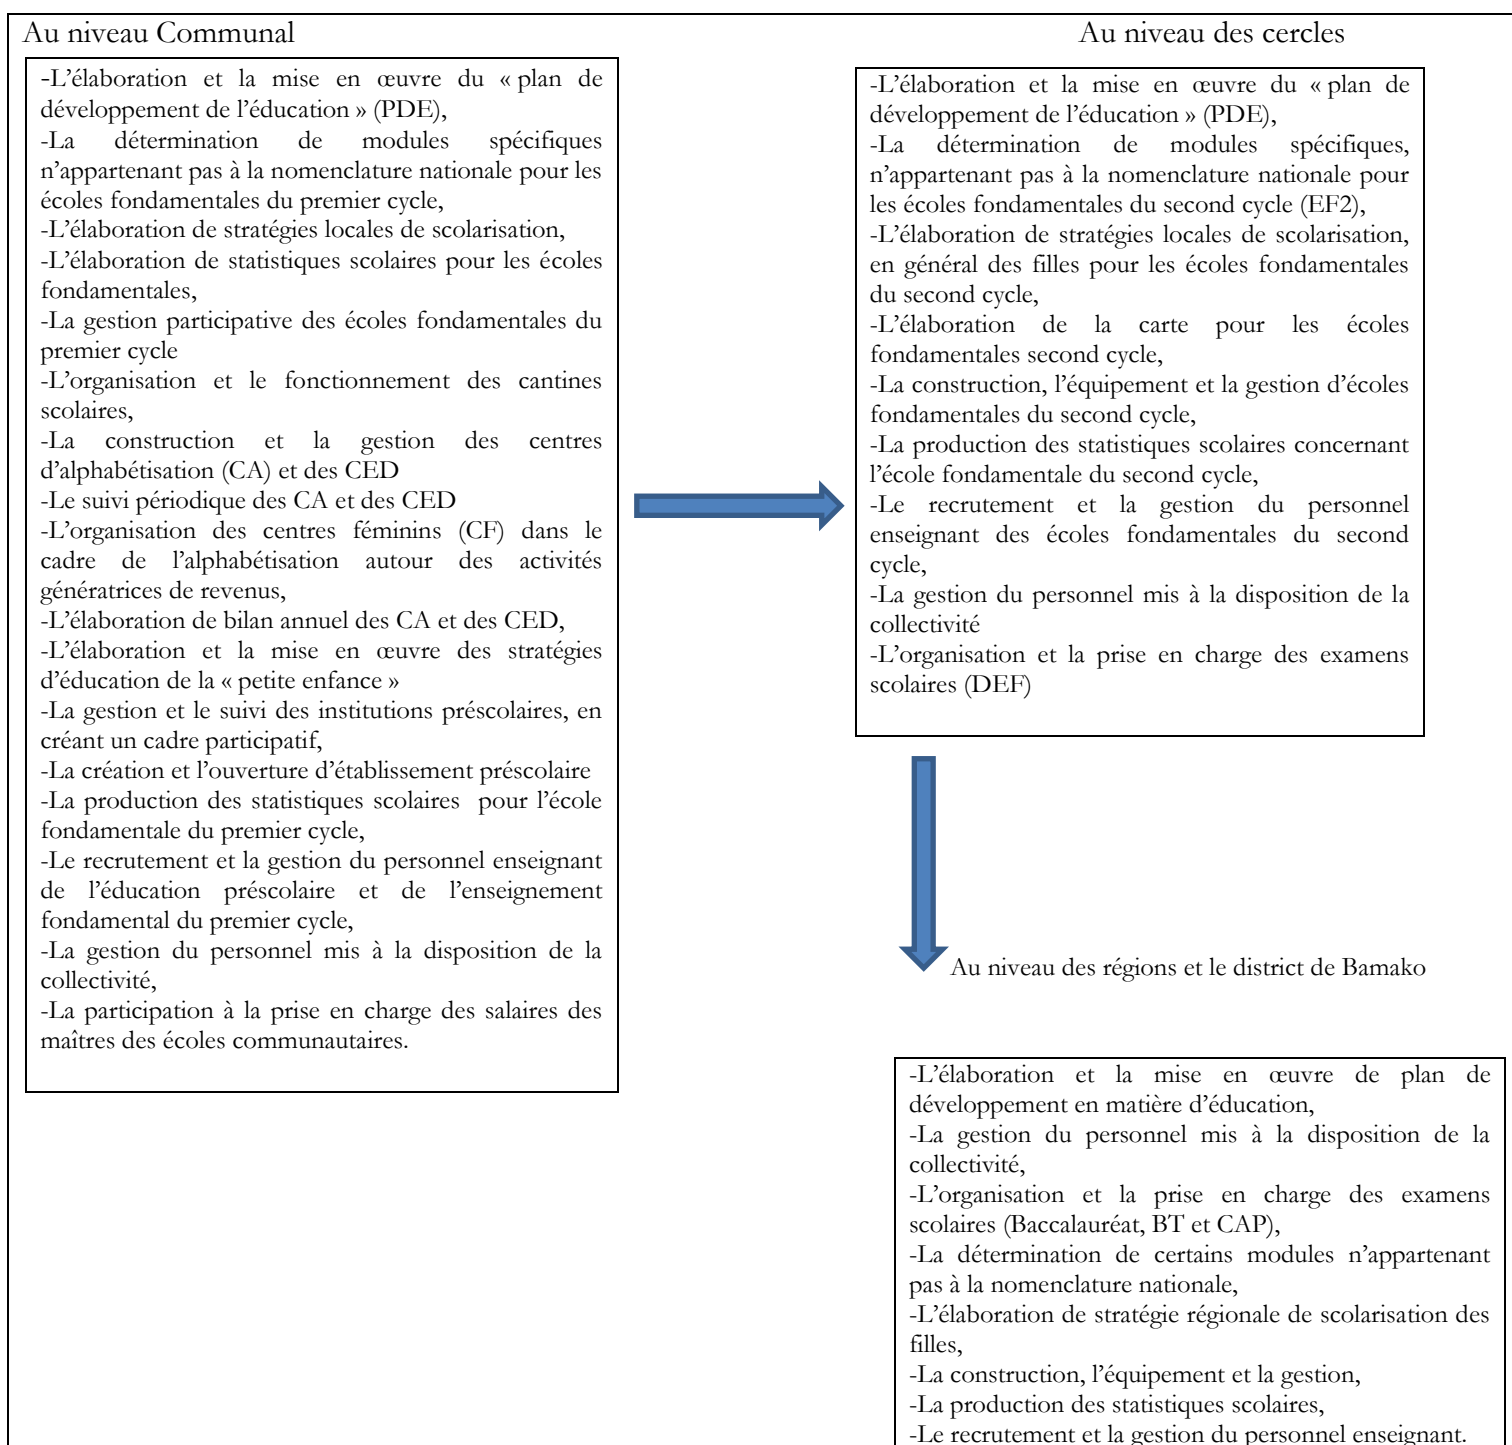 Au niveau Communal
-L’élaboration et la mise en œuvre du « plan de
développement de l’éducation » (PDE),
-La détermination de modules spécifiques
n’appartenant pas à la nomenclature nationale pour les
écoles fondamentales du premier cycle,
-L’élaboration de stratégies locales de scolarisation,
-L’élaboration de statistiques scolaires pour les écoles
fondamentales,
-La gestion participative des écoles fondamentales du
premier cycle
-L’organisation et le fonctionnement des cantines
scolaires,
-La construction et la gestion des centres
d’alphabétisation (CA) et des CED
-Le suivi périodique des CA et des CED
-L’organisation des centres féminins (CF) dans le
cadre de l’alphabétisation autour des activités
génératrices de revenus,
-L’élaboration de bilan annuel des CA et des CED,
-L’élaboration et la mise en œuvre des stratégies
d’éducation de la « petite enfance »
-La gestion et le suivi des institutions préscolaires, en
créant un cadre participatif,
-La création et l’ouverture d’établissement préscolaire
-La production des statistiques scolaires pour l’école
fondamentale du premier cycle,
-Le recrutement et la gestion du personnel enseignant
de l’éducation préscolaire et de l’enseignement
fondamental du premier cycle,
-La gestion du personnel mis à la disposition de la
collectivité,
-La participation à la prise en charge des salaires des
maîtres des écoles communautaires.
Au niveau des cercles
-L’élaboration et la mise en œuvre du « plan de
développement de l’éducation » (PDE),
-La détermination de modules spécifiques,
n’appartenant pas à la nomenclature nationale pour
les écoles fondamentales du second cycle (EF2),
-L’élaboration de stratégies locales de scolarisation,
en général des filles pour les écoles fondamentales
du second cycle,
-L’élaboration de la carte pour les écoles
fondamentales second cycle,
-La construction, l’équipement et la gestion d’écoles
fondamentales du second cycle,
-La production des statistiques scolaires concernant
l’école fondamentale du second cycle,
-Le recrutement et la gestion du personnel
enseignant des écoles fondamentales du second
cycle,
-La gestion du personnel mis à la disposition de la
collectivité
-L’organisation et la prise en charge des examens
scolaires (DEF)
Au niveau des régions et le district de Bamako
-L’élaboration et la mise en œuvre de plan de
développement en matière d’éducation,
-La gestion du personnel mis à la disposition de la
collectivité,
-L’organisation et la prise en charge des examens
scolaires (Baccalauréat, BT et CAP),
-La détermination de certains modules n’appartenant
pas à la nomenclature nationale,
-L’élaboration de stratégie régionale de scolarisation des
filles,
-La construction, l’équipement et la gestion,
-La production des statistiques scolaires,
-Le recrutement et la gestion du personnel enseignant.